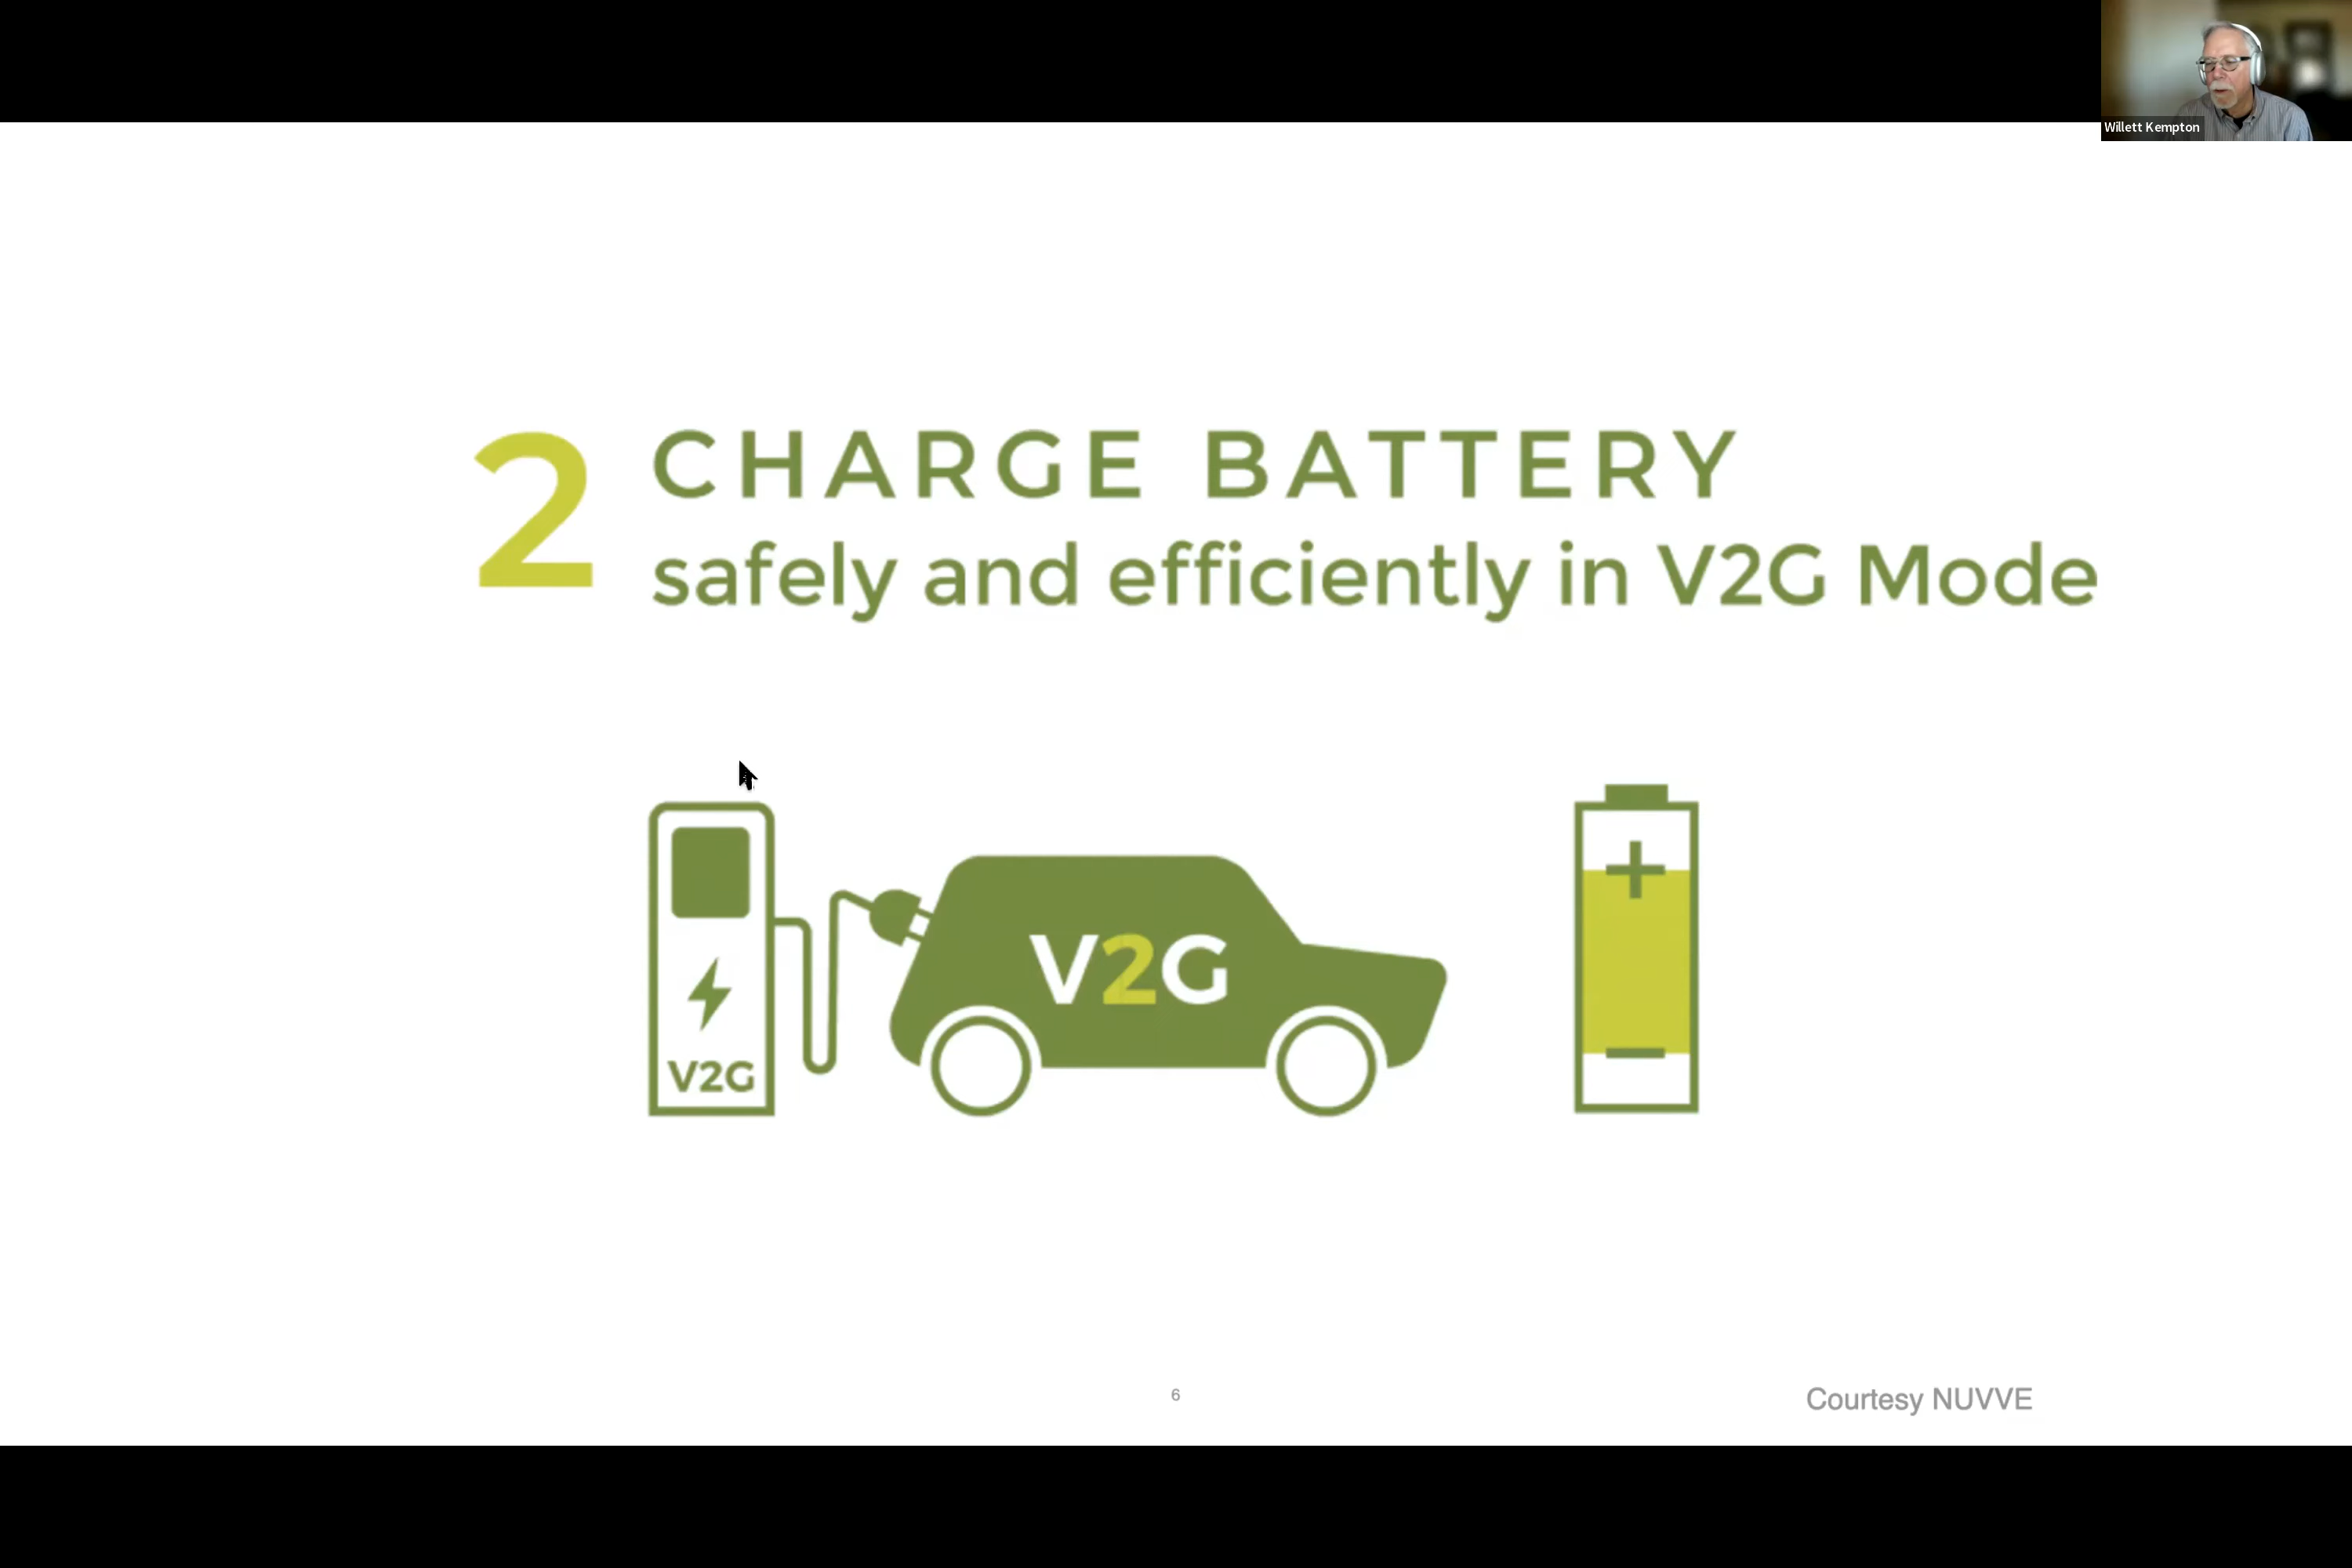 Willett Kempton
2 CHARGE BATTERY
safely and efficiently in V2G Mode
V2G
V2G
6
Courtesy NUVVE